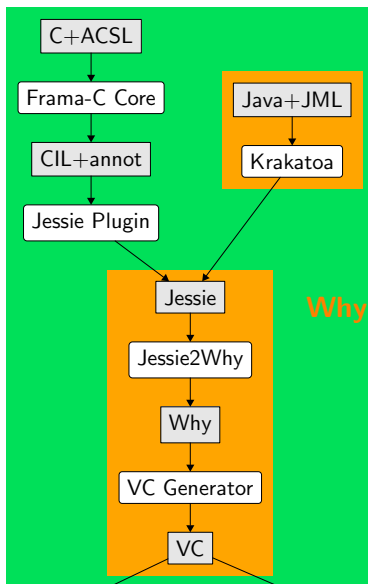 C+ACSL
Frama-C Core
Java+JML
CIL+annot
Krakatoa
Jessie Plugin
Jessie
Why
Jessie2Why
Why
VC Generator
VC